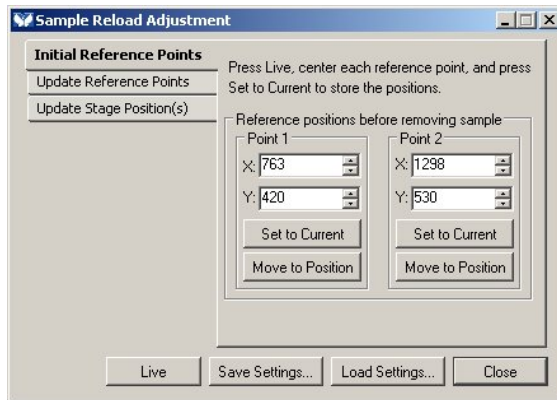 Sample Reload Adjustment
Initial Reference Points
Update Reference Points
Update Stage Position(s)
Press Live, center each reference point, and press
Set to Current to store the positions.
Reference positions before removing sample
Point 1
X: 763
Y: 420
Set to Current
Move to Position
Point 2
X: 1298
Y: 530
Set to Current
Move to Position
Live
Save Settings...
Load Settings...
Close